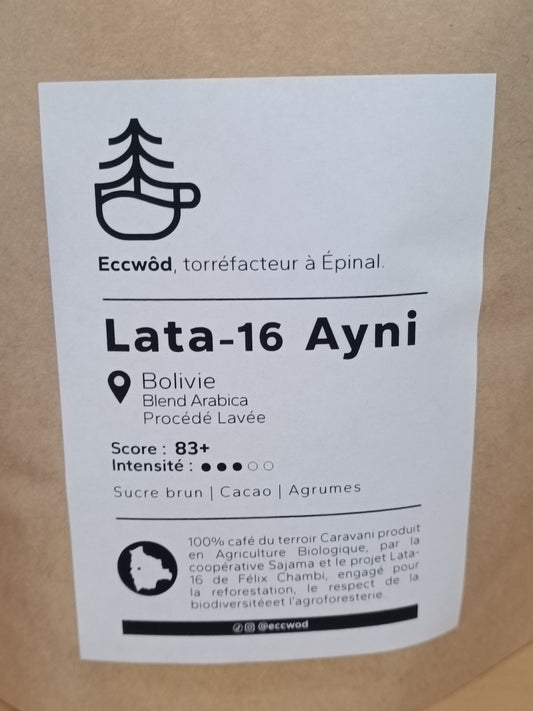 Eccwôd, torréfacteur à Épinal.
Lata-16 Ayni
Bolivie
Blend Arabica
Procédé Lavée
Score : 83+
Intensité :
Sucre brun | Cacao | Agrumes
100% café du terroir Caravani produit
en Agriculture Biologique, par la
coopérative Sajama et le projet Lata-
16 de Félix Chambi, engagé pour
la reforestation, le respect de la
biodiversitéeet l'agroforesterie.
@eccwod